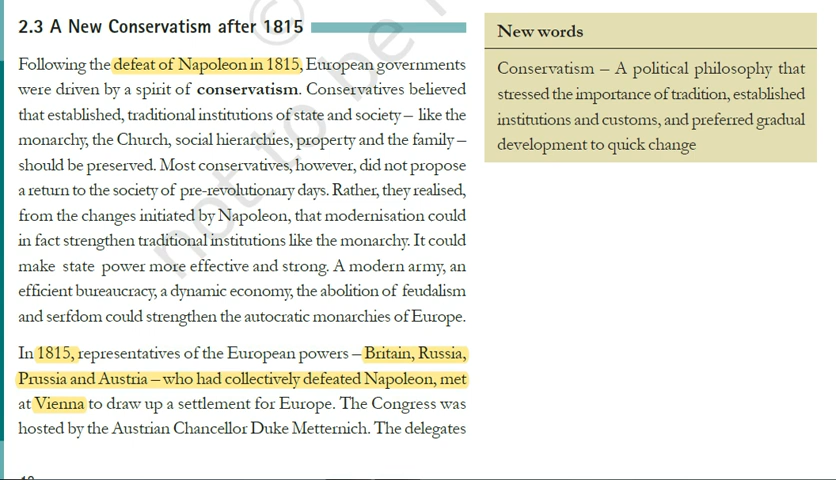 2.3 A New Conservatism after 1815
Following the defeat of Napoleon in 1815, European governments
were driven by a spirit of conservatism. Conservatives believed
that established, traditional institutions of state and society – like the
monarchy, the Church, social hierarchies, property and the family –
should be preserved. Most conservatives, however, did not propose
a return to the society of pre-revolutionary days. Rather, they realised,
from the changes initiated by Napoleon, that modernisation could
in fact strengthen traditional institutions like the monarchy. It could
make state power more effective and strong. A modern army, an
efficient bureaucracy, a dynamic economy, the abolition of feudalism
and serfdom could strengthen the autocratic monarchies of Europe.
In 1815, representatives of the European powers – Britain, Russia,
Prussia and Austria – who had collectively defeated Napoleon, met
at Vienna to draw up a settlement for Europe. The Congress was
hosted by the Austrian Chancellor Duke Metternich. The delegates
New words
Conservatism – A political philosophy that
stressed the importance of tradition, established
institutions and customs, and preferred gradual
development to quick change
©
not to be r